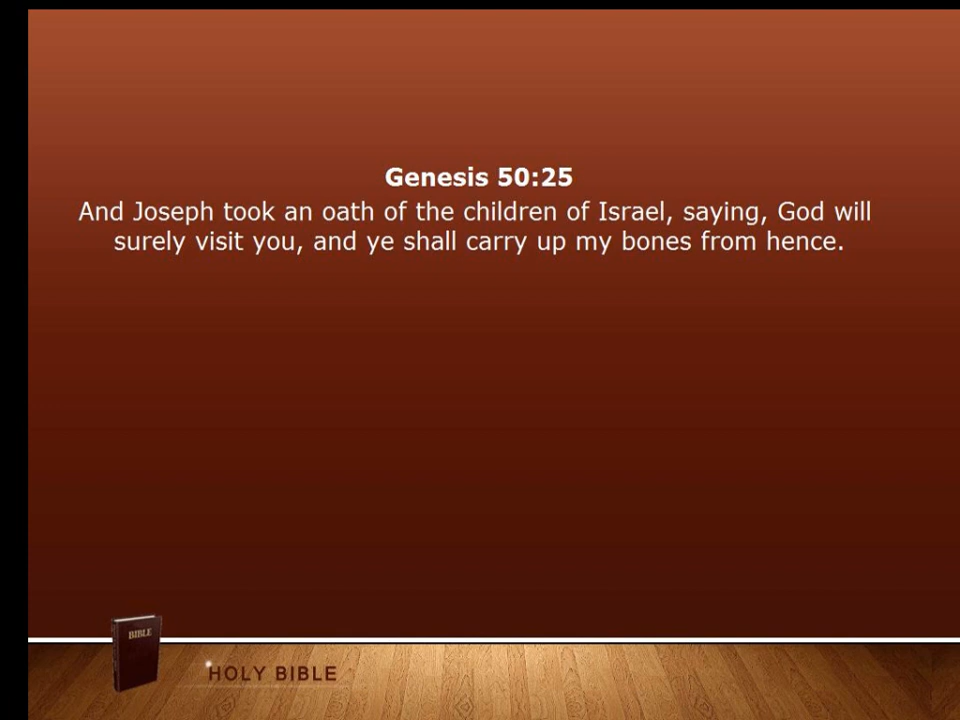 Genesis 50:25
And Joseph took an oath of the children of Israel, saying, God will
surely visit you, and ye shall carry up my bones from hence.
BIBLE
HOLY BIBLE